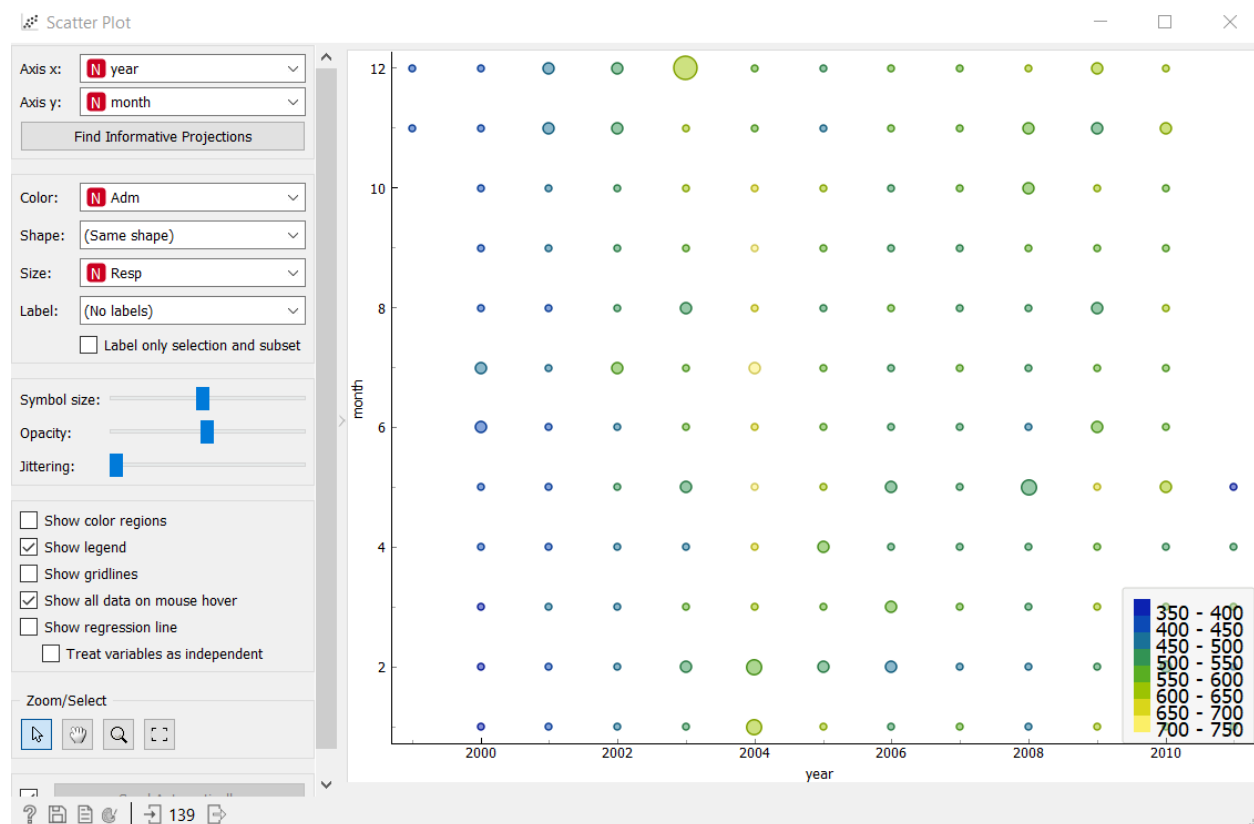 Scatter Plot
Axis x: N year
Axis y: N month
Find Informative Projections
Color: N Adm
Shape: (Same shape)
Size: N Resp
Label: (No labels)
Label only selection and subset
Symbol size:
Opacity:
Jittering:
Show color regions
Show legend
Show gridlines
Show all data on mouse hover
Show regression line
Treat variables as independent
Zoom/Select
139
12
10
8
6
4
2
month
2000 2002 2004 2006 2008 2010
year
350 - 400
400 - 450
450 - 500
500 - 550
550 - 600
600 - 650
650 - 700
700 - 750